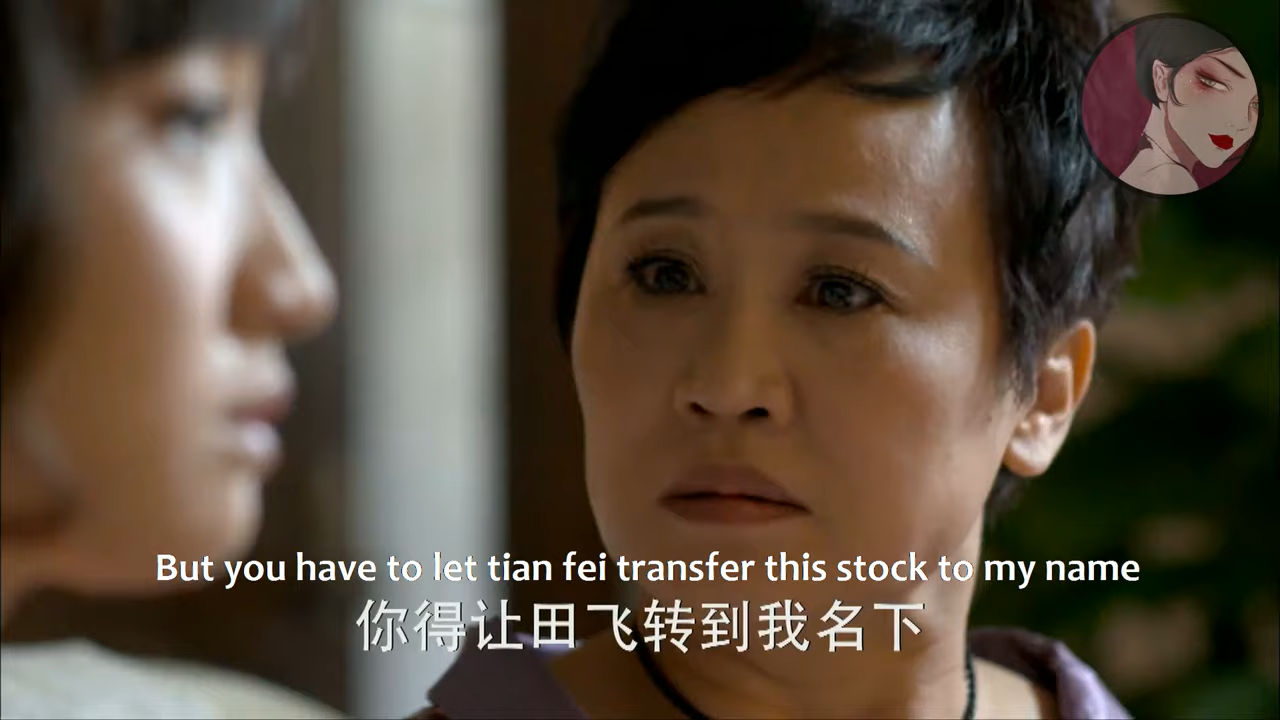 But you have to let tian fei transfer this stock to my name
你得让田飞转到我名下